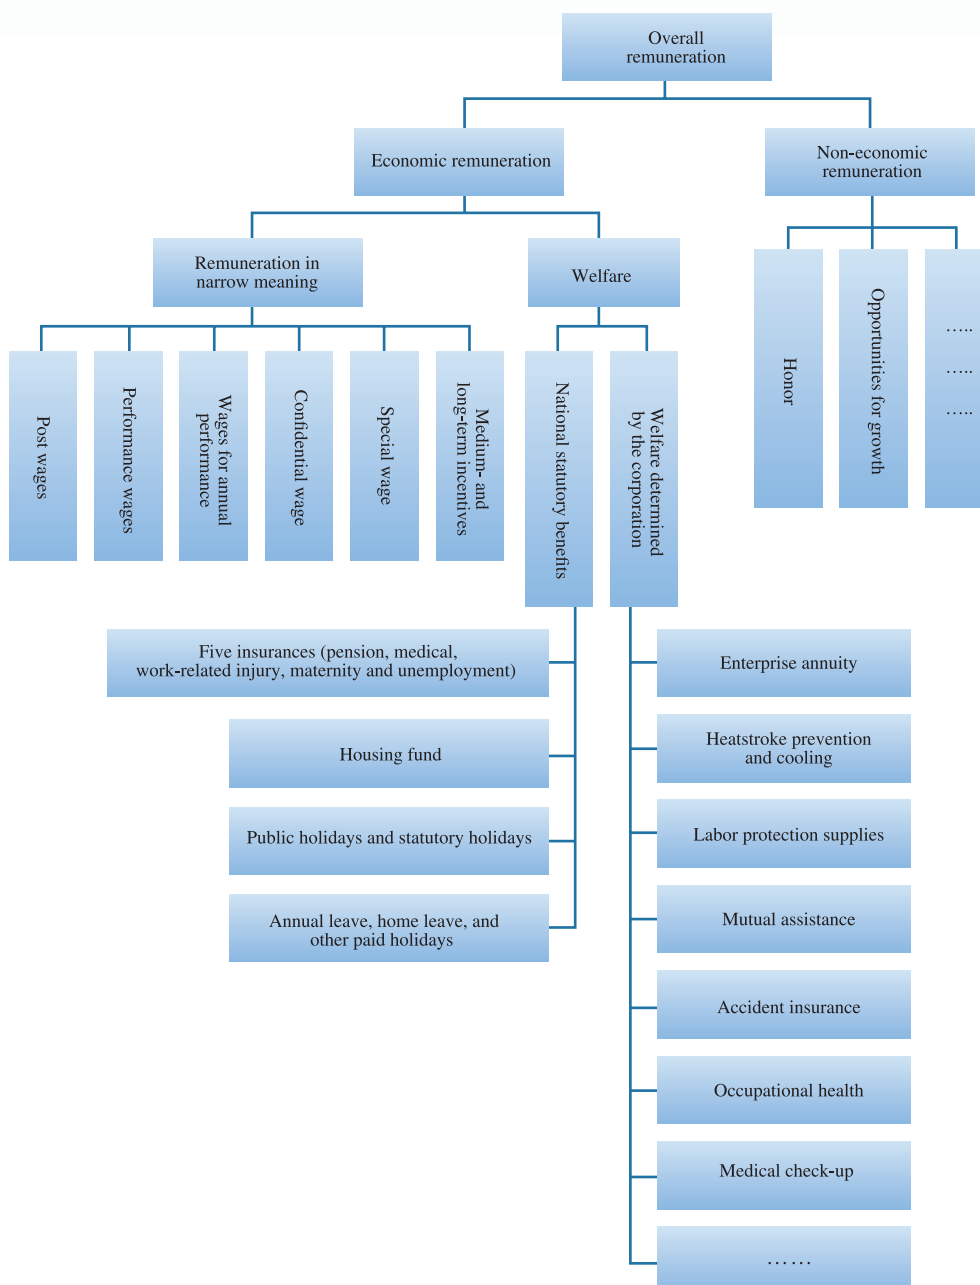 Overall
remuneration
Economic remuneration
Non-economic
remuneration
Remuneration in
narrow meaning
Welfare
Post wages
Performance wages
Wages for annual
performance
Confidential wage
Special wage
Medium- and
long-term incentives
National statutory benefits
Welfare determined
by the corporation
Honor
Opportunities for growth
…..
…..
…..
Five insurances (pension, medical,
work-related injury, maternity and unemployment)
Housing fund
Public holidays and statutory holidays
Annual leave, home leave, and
other paid holidays
Enterprise annuity
Heatstroke prevention
and cooling
Labor protection supplies
Mutual assistance
Accident insurance
Occupational health
Medical check-up
……